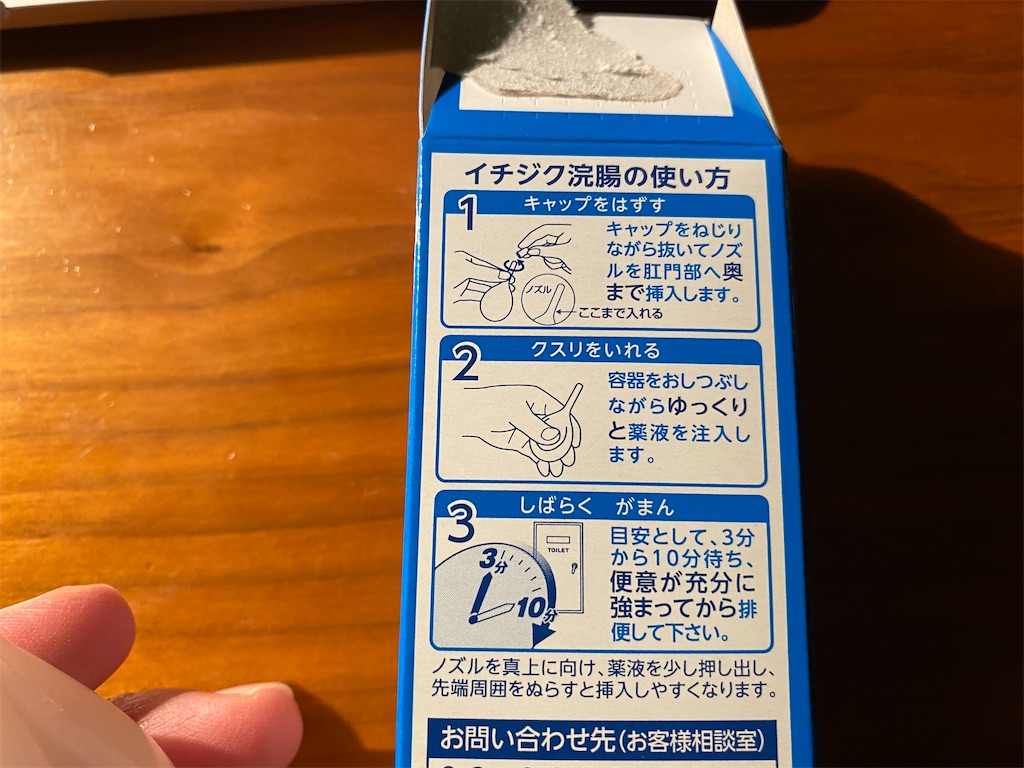 イチジク浣腸の使い方
1 キャップをはずす
キャップをねじり
ながら抜いてノズ
ルを肛門部へ奥
まで挿入します。
ノズル
ここまで入れる
2 クスリをいれる
容器をおしつぶし
ながらゆっくり
と薬液を注入し
ます。
3 しばらく がまん
3分
10分
TOILET
目安として、3分
から10分待ち、
便意が充分に
強まってから排
便して下さい。
ノズルを真上に向け、薬液を少し押し出し、
先端周囲をぬらすと挿入しやすくなります。
お問い合わせ先(お客様相談室)